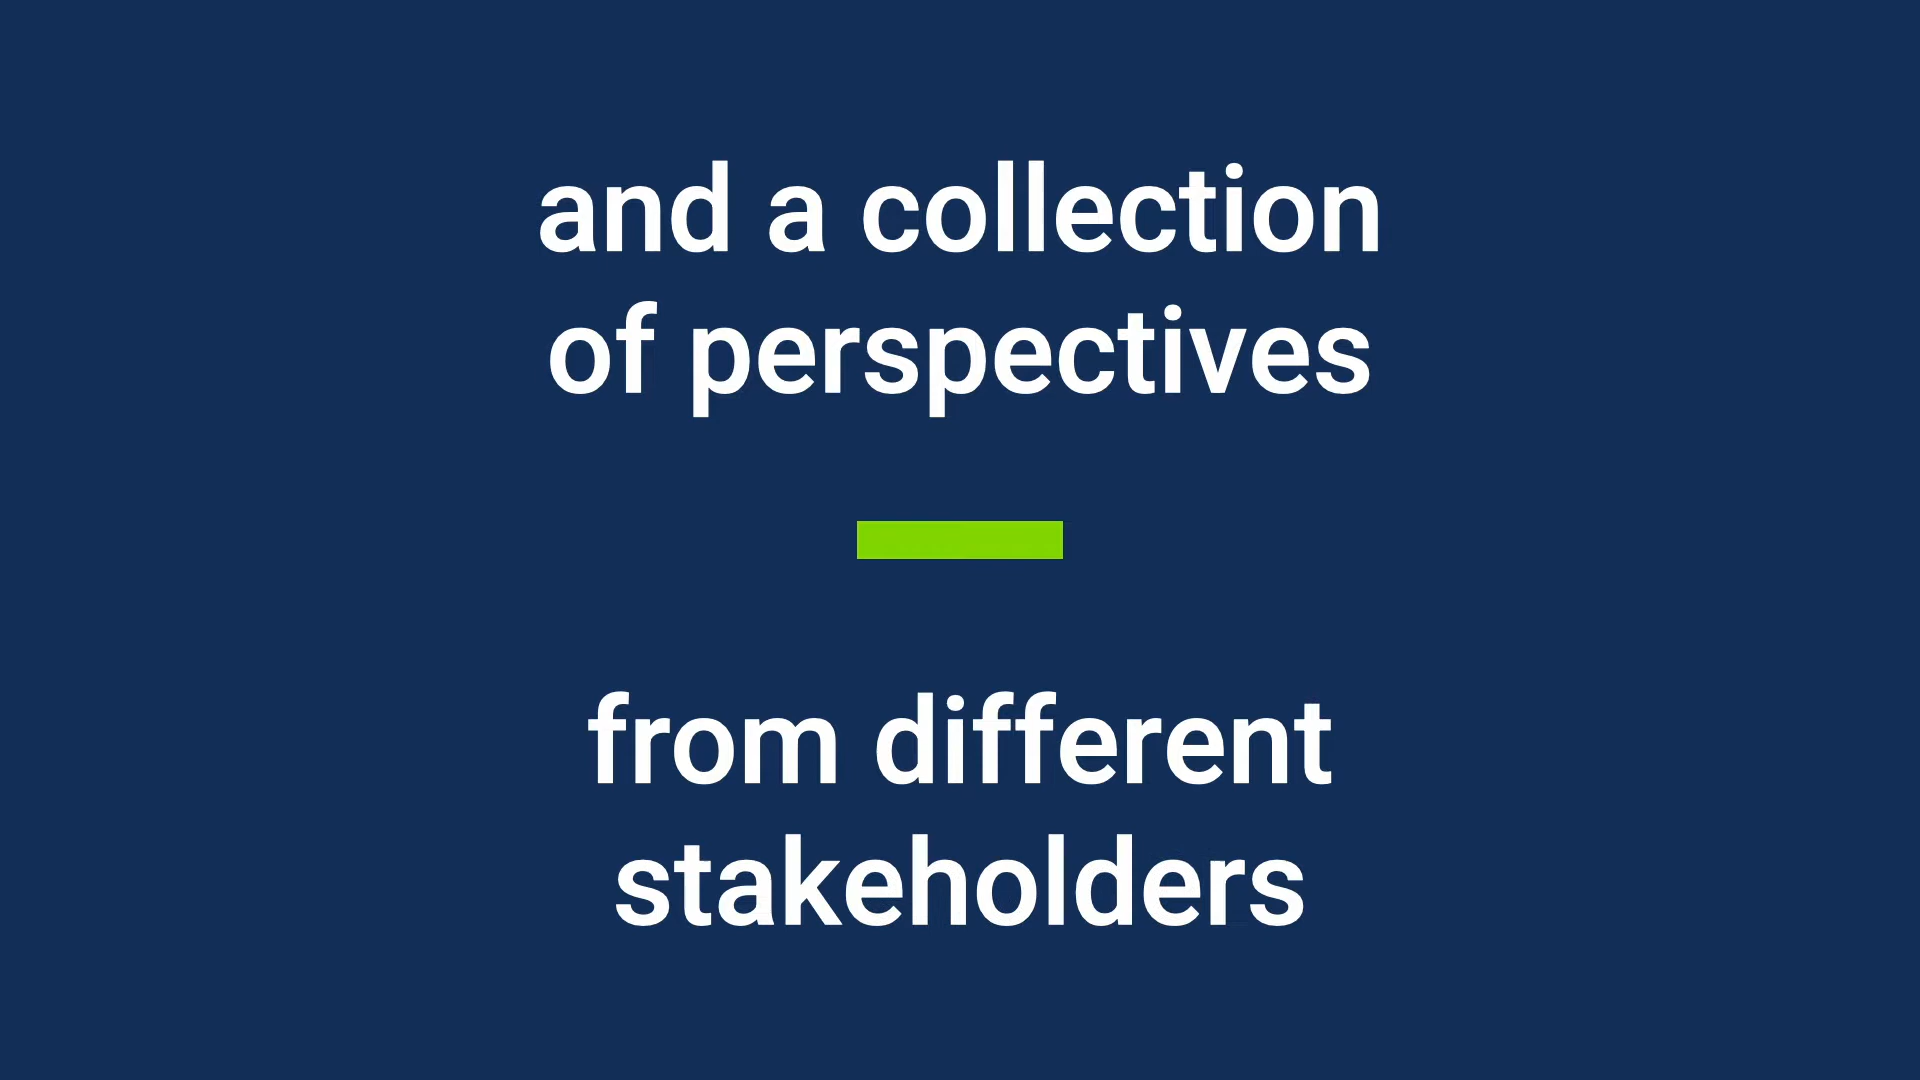 and a collection
of perspectives
from different
stakeholders